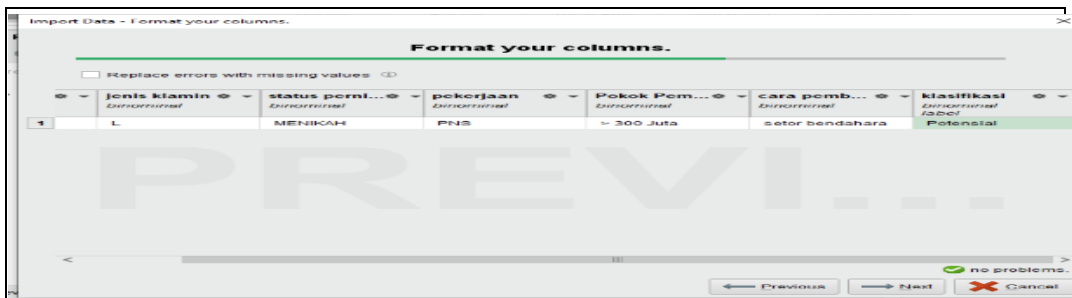 Import Data - Format your columns.
Format your columns.
Replace errors with missing values
jenis klamin status perni... pekerjaan Pokok Pem... cara pemb... klasifikasi
binominal binominal binominal binominal binominal binominal
label
1 L MENIKAH PNS > 300 Juta setor bendahara Potensial
PREVI...
no problems.
Previous Next Cancel